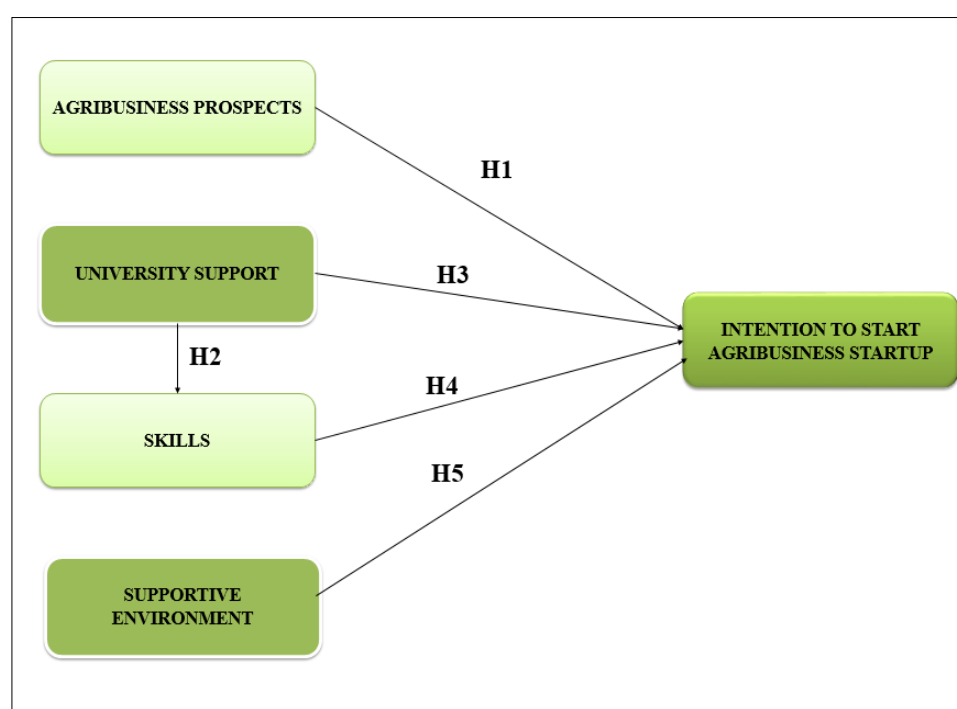 AGRIBUSINESS PROSPECTS
H1
UNIVERSITY SUPPORT
H3
INTENTION TO START
AGRIBUSINESS STARTUP
H2
H4
SKILLS
H5
SUPPORTIVE
ENVIRONMENT